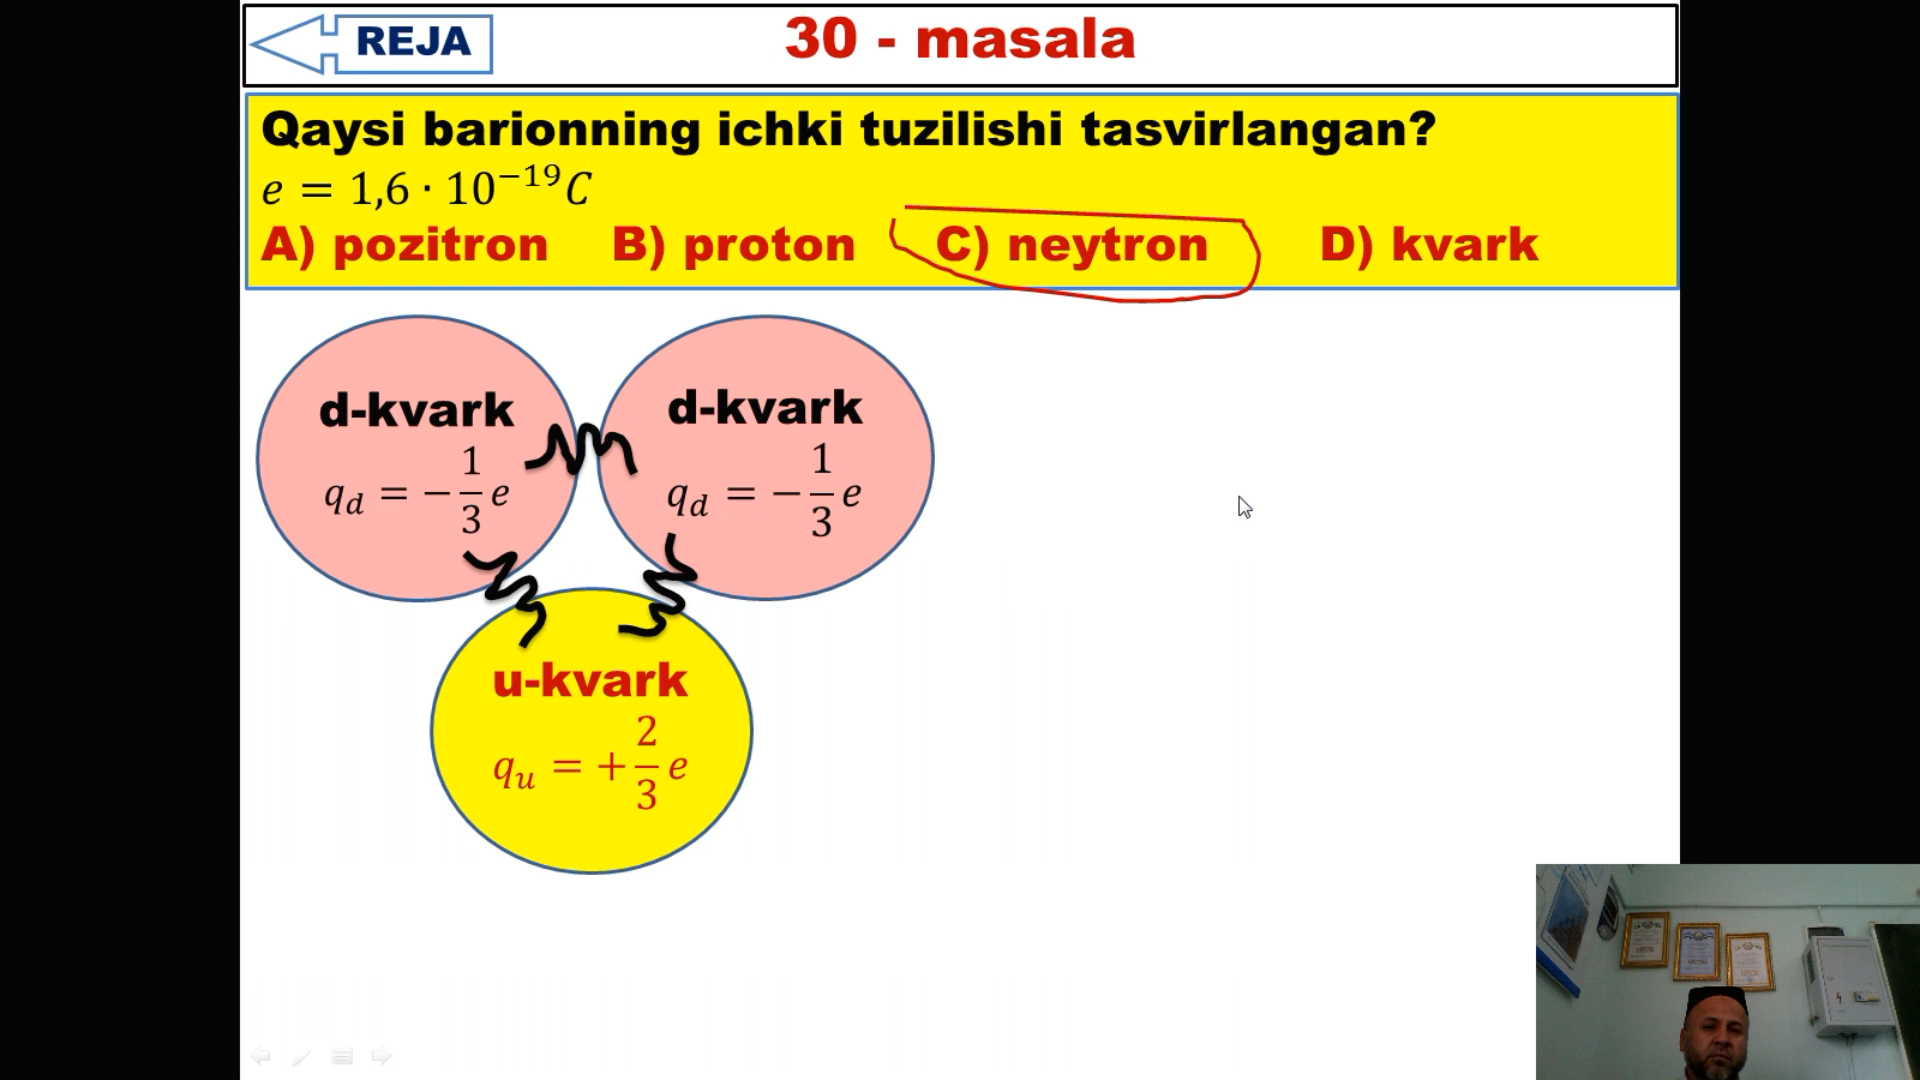 REJA
30 - masala
Qaysi barionning ichki tuzilishi tasvirlangan?
e = 1,6 · 10⁻¹⁹C
A) pozitron B) proton C) neytron D) kvark
d-kvark
q_d = −1/3 e
d-kvark
q_d = −1/3 e
u-kvark
q_u = +2/3 e